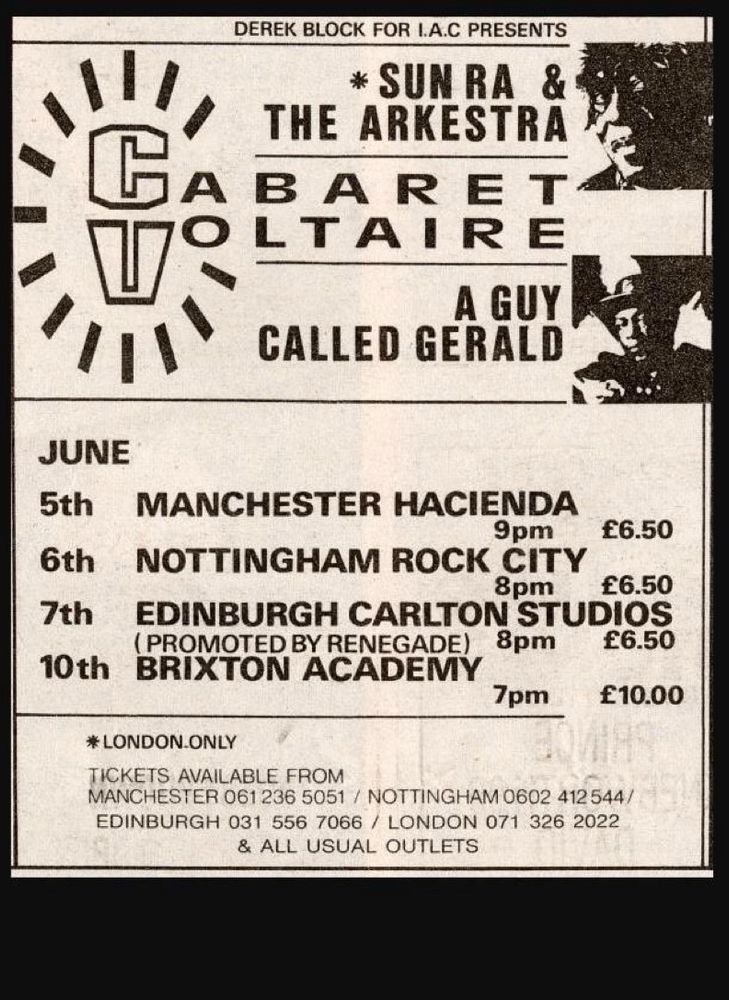 DEREK BLOCK FOR I.A.C PRESENTS
* SUN RA &
THE ARKESTRA
CABARET
VOLTAIRE
A GUY
CALLED GERALD
JUNE
5th MANCHESTER HACIENDA
9pm £6.50
6th NOTTINGHAM ROCK CITY
8pm £6.50
7th EDINBURGH CARLTON STUDIOS
(PROMOTED BY RENEGADE) 8pm £6.50
10th BRIXTON ACADEMY
7pm £10.00
* LONDON.ONLY
TICKETS AVAILABLE FROM
MANCHESTER 061 236 5051 / NOTTINGHAM 0602 412544/
EDINBURGH 031 556 7066 / LONDON 071 326 2022
& ALL USUAL OUTLETS
PRINCE